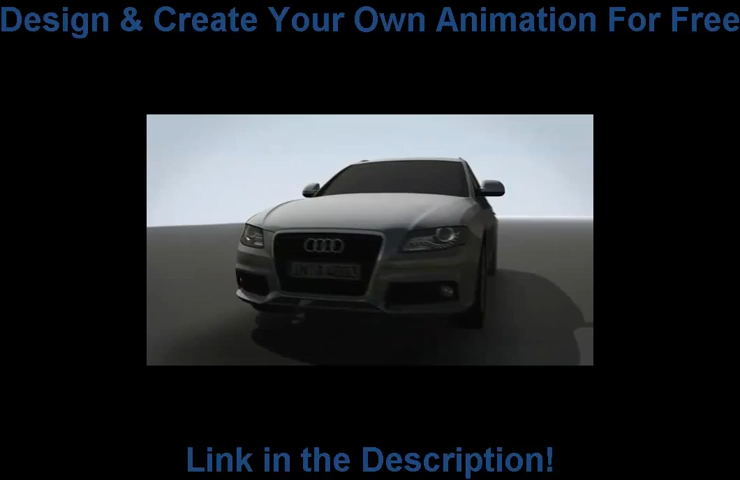 Design & Create Your Own Animation For Free
Link in the Description!